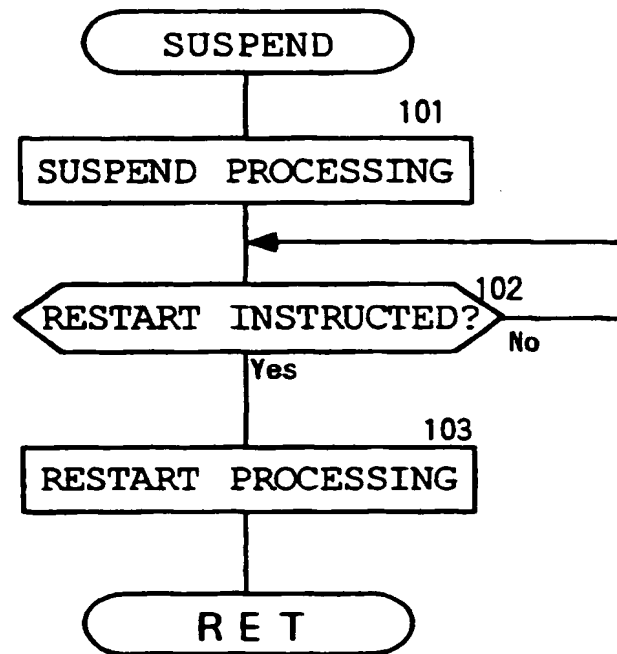 SUSPEND
101
SUSPEND PROCESSING
102
RESTART INSTRUCTED?
No
Yes
103
RESTART PROCESSING
RET